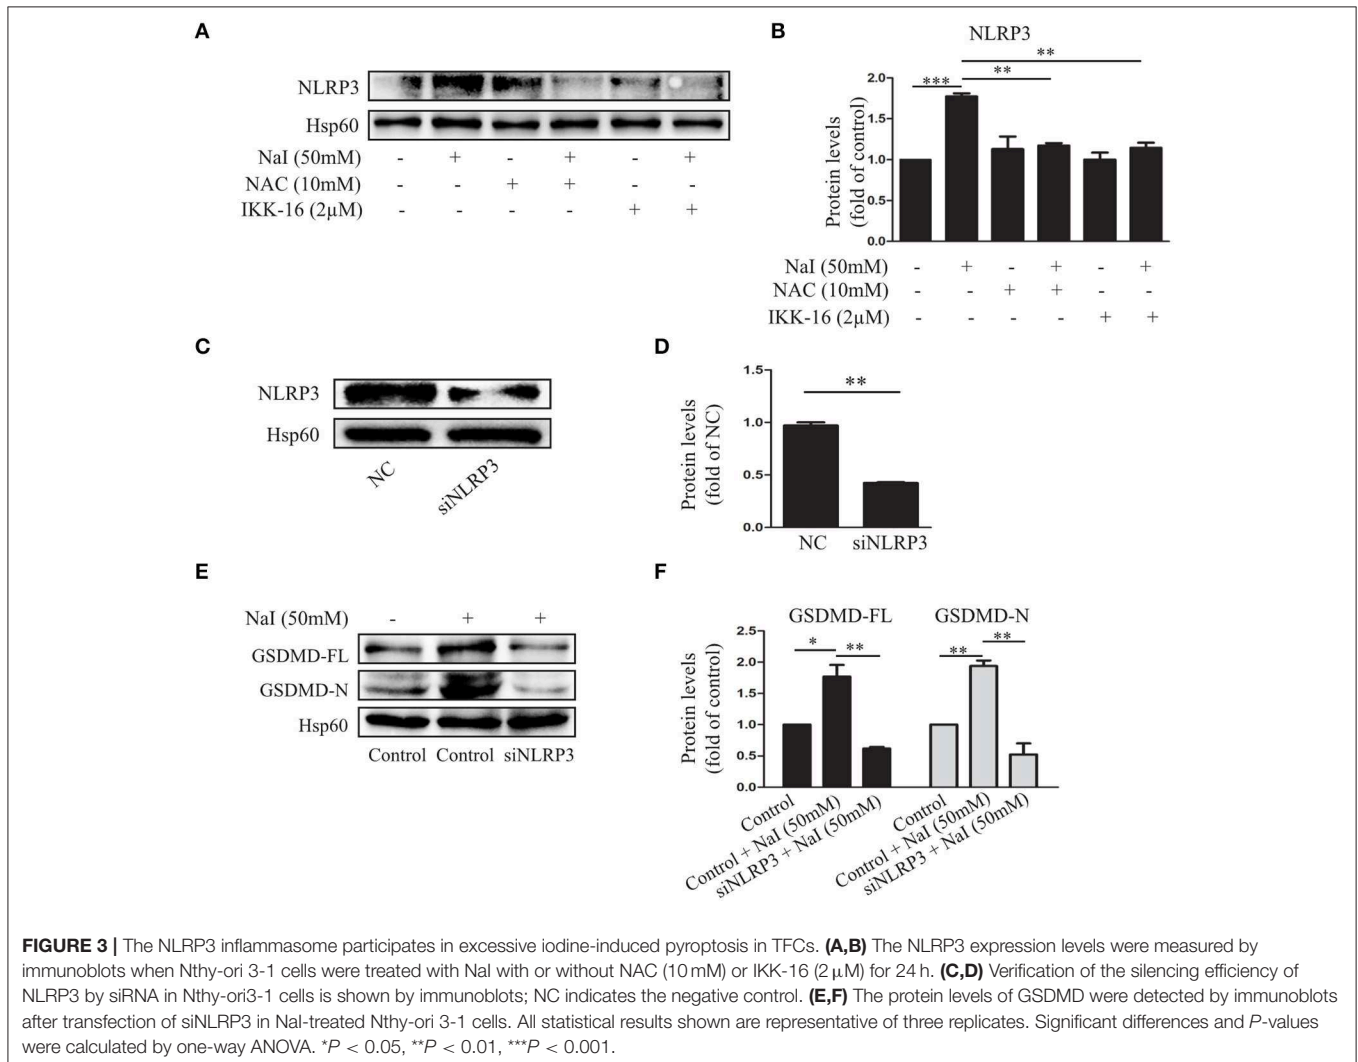 A
NLRP3
Hsp60
NaI (50mM) - + - + - +
NAC (10mM) - - + + - -
IKK-16 (2μM) - - - - + +
B
NLRP3
**
*** **
Protein levels
(fold of control)
2.0
1.5
1.0
0.5
0.0
NaI (50mM) - + - + - +
NAC (10mM) - - + + - -
IKK-16 (2μM) - - - - + +
C
NLRP3
Hsp60
NC
siNLRP3
D
**
Protein levels
(fold of NC)
1.5
1.0
0.5
0.0
NC siNLRP3
E
NaI (50mM) - + +
GSDMD-FL
GSDMD-N
Hsp60
Control Control siNLRP3
F
GSDMD-FL GSDMD-N
* ** ** **
Protein levels
(fold of control)
2.5
2.0
1.5
1.0
0.5
0.0
Control
Control + NaI (50mM)
siNLRP3 + NaI (50mM)
Control
Control + NaI (50mM)
siNLRP3 + NaI (50mM)
FIGURE 3 | The NLRP3 inflammasome participates in excessive iodine-induced pyroptosis in TFCs. (A,B) The NLRP3 expression levels were measured by
immunoblots when Nthy-ori 3-1 cells were treated with NaI with or without NAC (10 mM) or IKK-16 (2 μM) for 24 h. (C,D) Verification of the silencing efficiency of
NLRP3 by siRNA in Nthy-ori3-1 cells is shown by immunoblots; NC indicates the negative control. (E,F) The protein levels of GSDMD were detected by immunoblots
after transfection of siNLRP3 in NaI-treated Nthy-ori 3-1 cells. All statistical results shown are representative of three replicates. Significant differences and P-values
were calculated by one-way ANOVA. *P < 0.05, **P < 0.01, ***P < 0.001.